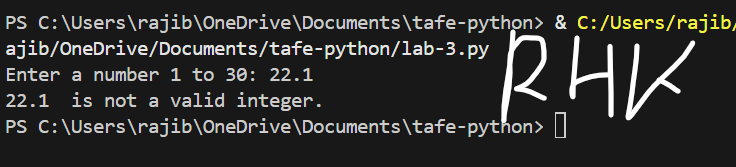 PS C:\Users\rajib\OneDrive\Documents\tafe-python> & C:/Users/rajib/
ajib/OneDrive/Documents/tafe-python/lab-3.py
Enter a number 1 to 30: 22.1
22.1  is not a valid integer.
PS C:\Users\rajib\OneDrive\Documents\tafe-python>
RHK